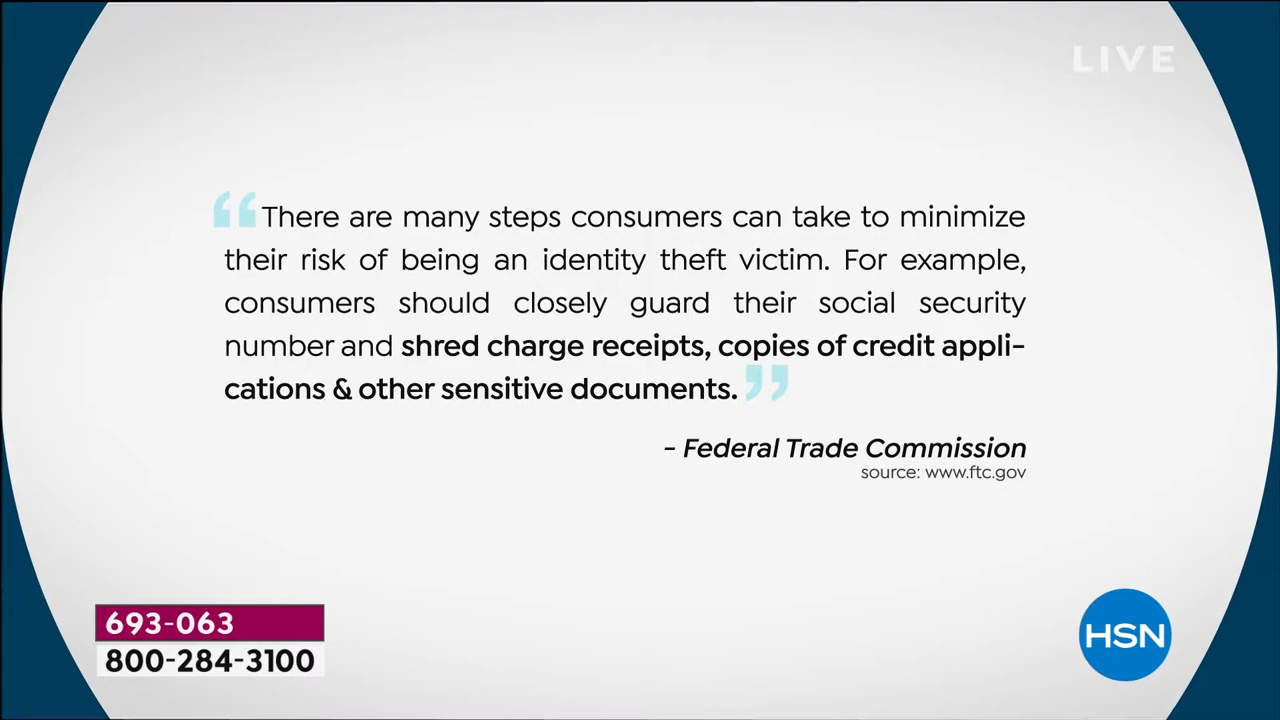 LIVE
“There are many steps consumers can take to minimize
their risk of being an identity theft victim. For example,
consumers should closely guard their social security
number and shred charge receipts, copies of credit appli-
cations & other sensitive documents.”
- Federal Trade Commission
source: www.ftc.gov
693-063
800-284-3100
HSN